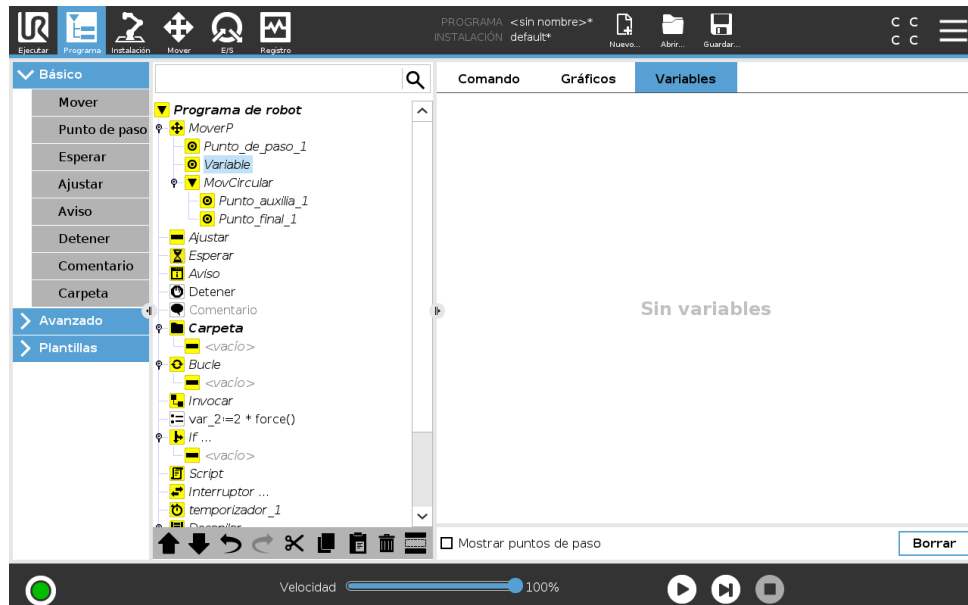 PROGRAMA <sin nombre>*
INSTALACIÓN default*
Ejecutar Programa Instalación Mover E/S Registro Nuevo... Abrir... Guardar...
C C
C C
Básico
Mover
Punto de paso
Esperar
Ajustar
Aviso
Detener
Comentario
Carpeta
Avanzado
Plantillas
Programa de robot
MoverP
Punto_de_paso_1
Variable
MovCircular
Punto_auxilia_1
Punto_final_1
Ajustar
Esperar
Aviso
Detener
Comentario
Carpeta
<vacío>
Bucle
<vacío>
Invocar
var_2:=2 * force()
If ...
<vacío>
Script
Interruptor ...
temporizador_1
Comando Gráficos Variables
Sin variables
Mostrar puntos de paso Borrar
Velocidad 100%